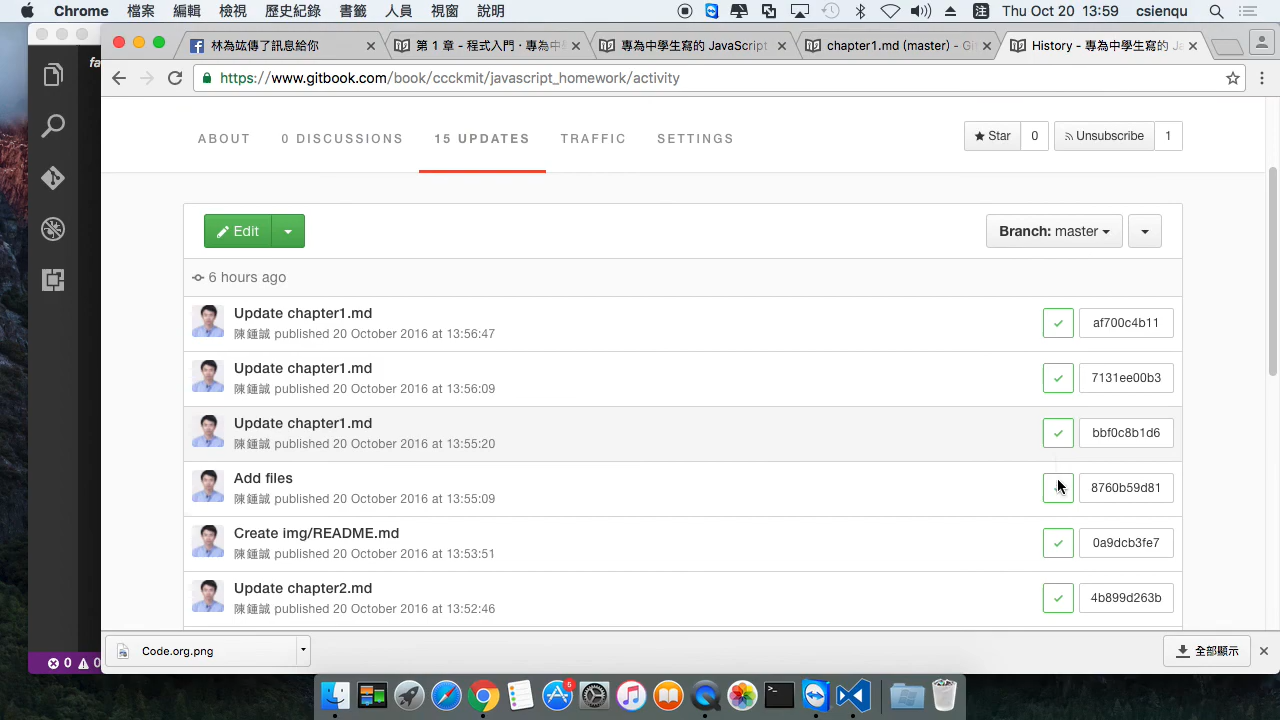 Chrome 檔案 編輯 檢視 歷史紀錄 書籤 人員 視窗 說明
注 Thu Oct 20 13:59 csienqu
林為竑傳了訊息給你
第 1 章 - 程式入門 · 專為中
專為中學生寫的 JavaScript
chapter1.md (master) - Gi
History - 專為中學生寫的 Ja
fa
https://www.gitbook.com/book/ccckmit/javascript_homework/activity
ABOUT 0 DISCUSSIONS 15 UPDATES TRAFFIC SETTINGS
Star 0 Unsubscribe 1
Edit Branch: master
6 hours ago
Update chapter1.md
陳鍾誠 published 20 October 2016 at 13:56:47
af700c4b11
Update chapter1.md
陳鍾誠 published 20 October 2016 at 13:56:09
7131ee00b3
Update chapter1.md
陳鍾誠 published 20 October 2016 at 13:55:20
bbf0c8b1d6
Add files
陳鍾誠 published 20 October 2016 at 13:55:09
8760b59d81
Create img/README.md
陳鍾誠 published 20 October 2016 at 13:53:51
0a9dcb3fe7
Update chapter2.md
陳鍾誠 published 20 October 2016 at 13:52:46
4b899d263b
Code.org.png
全部顯示
0 0
6